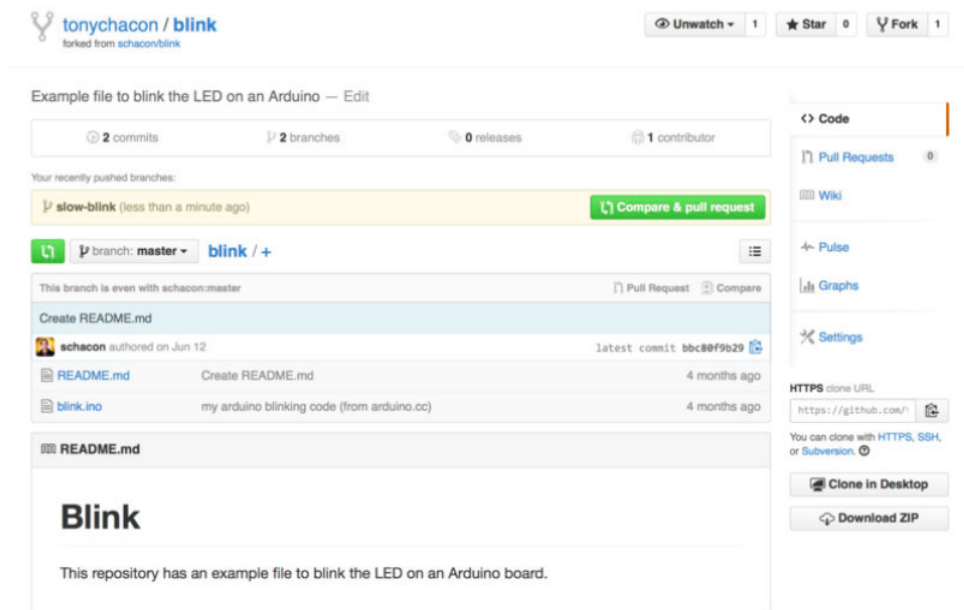 tonychacon / blink
forked from schacon/blink
Unwatch 1 Star 0 Fork 1
Example file to blink the LED on an Arduino — Edit
2 commits 2 branches 0 releases 1 contributor
Your recently pushed branches:
slow-blink (less than a minute ago) Compare & pull request
branch: master blink / +
This branch is even with schacon:master Pull Request Compare
Create README.md
schacon authored on Jun 12 latest commit bbc80f9b29
README.md Create README.md 4 months ago
blink.ino my arduino blinking code (from arduino.cc) 4 months ago
README.md
Blink
This repository has an example file to blink the LED on an Arduino board.
<> Code
Pull Requests 0
Wiki
Pulse
Graphs
Settings
HTTPS clone URL
https://github.com/
You can clone with HTTPS, SSH,
or Subversion.
Clone in Desktop
Download ZIP